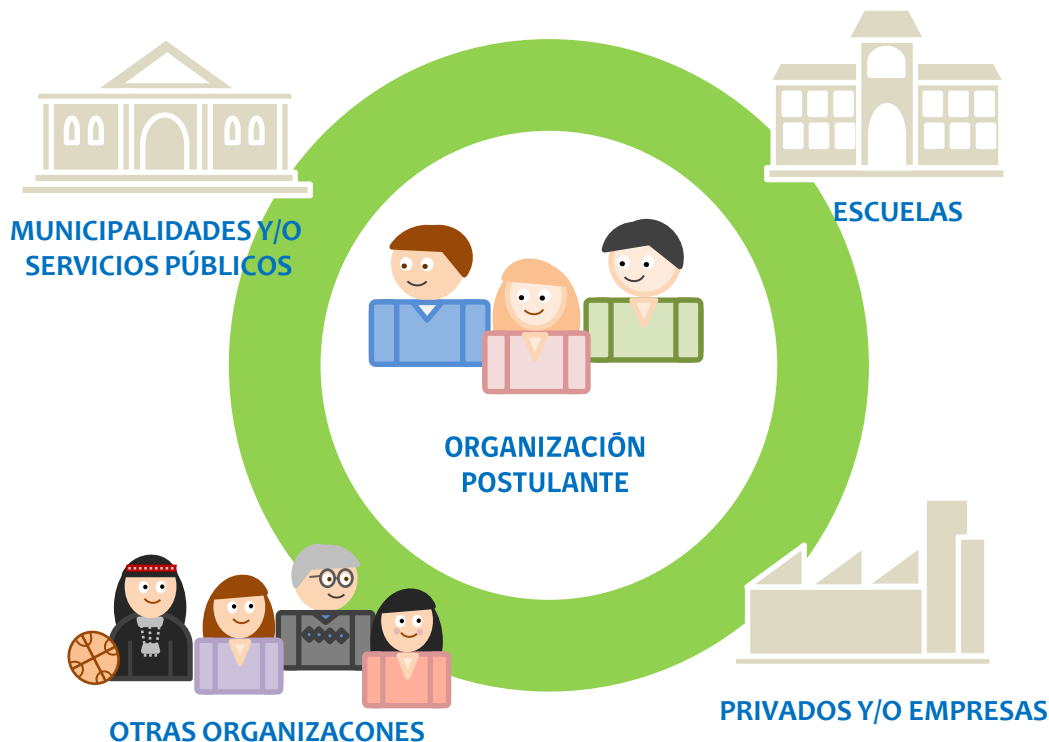 MUNICIPALIDADES Y/O
SERVICIOS PÚBLICOS
ESCUELAS
ORGANIZACIÓN
POSTULANTE
OTRAS ORGANIZACONES
PRIVADOS Y/O EMPRESAS